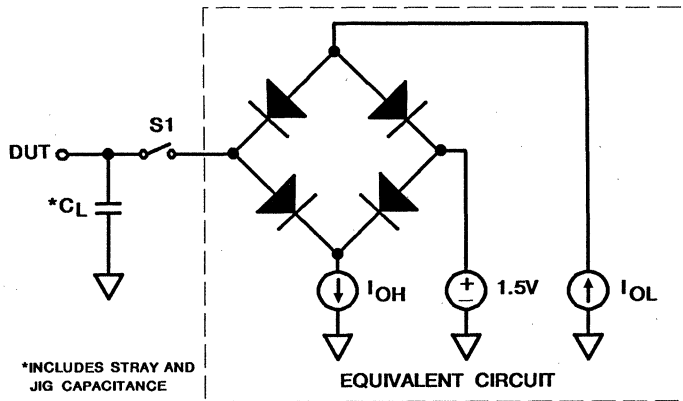 S1
DUT
*CL
IOH
+
−
1.5V
IOL
*INCLUDES STRAY AND
JIG CAPACITANCE
EQUIVALENT CIRCUIT